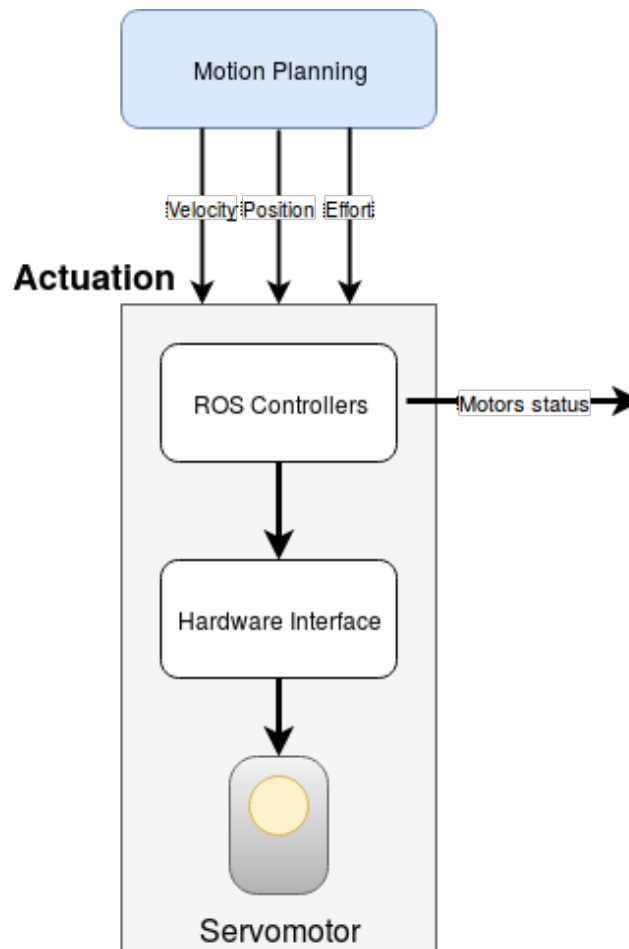 Motion Planning
Velocity Position Effort
Actuation
ROS Controllers
Motors status
Hardware Interface
Servomotor